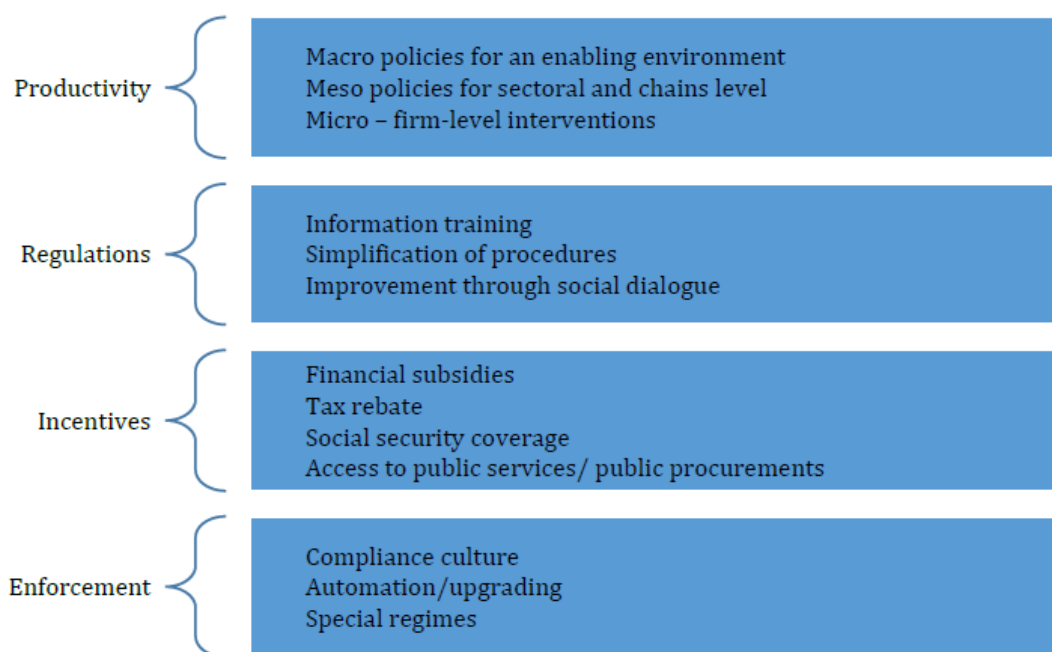 Productivity
Macro policies for an enabling environment
Meso policies for sectoral and chains level
Micro – firm-level interventions
Regulations
Information training
Simplification of procedures
Improvement through social dialogue
Incentives
Financial subsidies
Tax rebate
Social security coverage
Access to public services/ public procurements
Enforcement
Compliance culture
Automation/upgrading
Special regimes